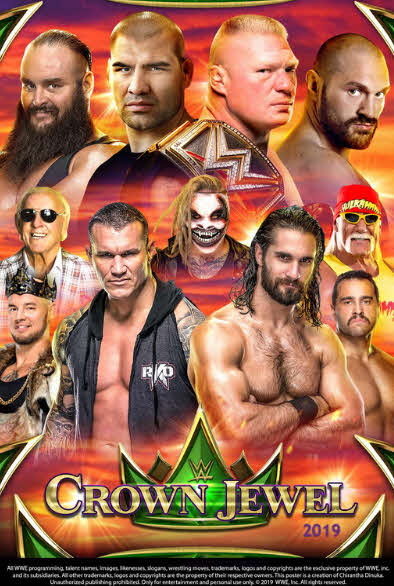 HULKAMANIA
RKO
W
CROWN JEWEL
2019
All WWE programming, talent names, images, likenesses, slogans, wrestling moves, trademarks, logos and copyrights are the exclusive property of WWE, inc.
and its subsidiaries. All other trademarks, logos and copyrights are the property of their respective owners. This poster is a creation of Chirantha Dinuka.
Unauthorized publishing prohibited. Only for entertainment and personal use only. © 2019 WWE, Inc. All rights reserved.